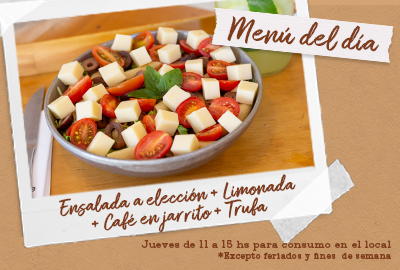 Menú del día
Ensalada a elección + Limonada
+ Café en jarrito + Trufa
Jueves de 11 a 15 hs para consumo en el local
*Excepto feriados y fines de semana